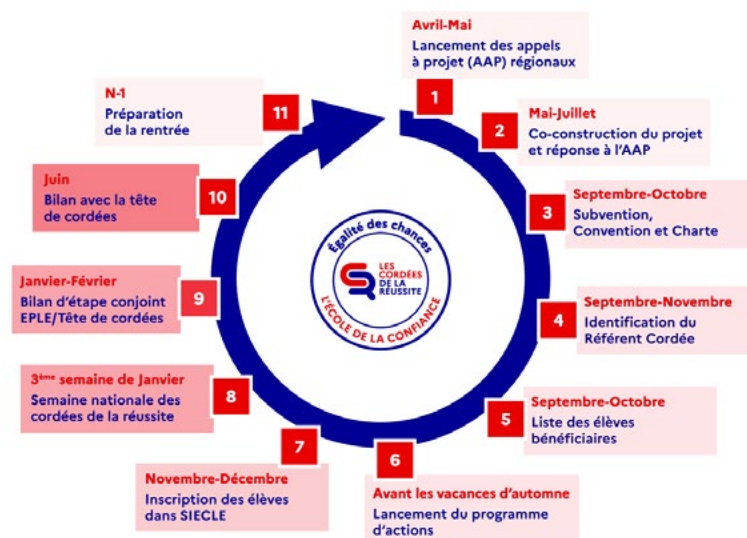 1
Avril-Mai
Lancement des appels
à projet (AAP) régionaux
2
Mai-Juillet
Co-construction du projet
et réponse à l'AAP
3
Septembre-Octobre
Subvention,
Convention et Charte
4
Septembre-Novembre
Identification du
Référent Cordée
5
Septembre-Octobre
Liste des élèves
bénéficiaires
6
Avant les vacances d'automne
Lancement du programme
d'actions
7
Novembre-Décembre
Inscription des élèves
dans SIECLE
8
3ème semaine de Janvier
Semaine nationale des
cordées de la réussite
9
Janvier-Février
Bilan d'étape conjoint
EPLE/Tête de cordées
10
Juin
Bilan avec la tête
de cordées
11
N-1
Préparation
de la rentrée
Égalité des chances
LES
CORDÉES
DE LA
RÉUSSITE
L'ÉCOLE DE LA CONFIANCE